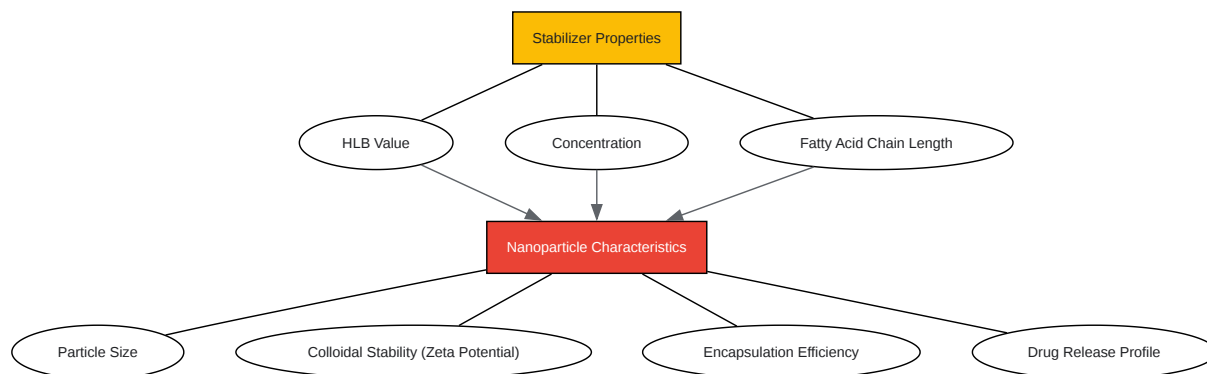 Stabilizer Properties
HLB Value
Concentration
Fatty Acid Chain Length
Nanoparticle Characteristics
Particle Size
Colloidal Stability (Zeta Potential)
Encapsulation Efficiency
Drug Release Profile